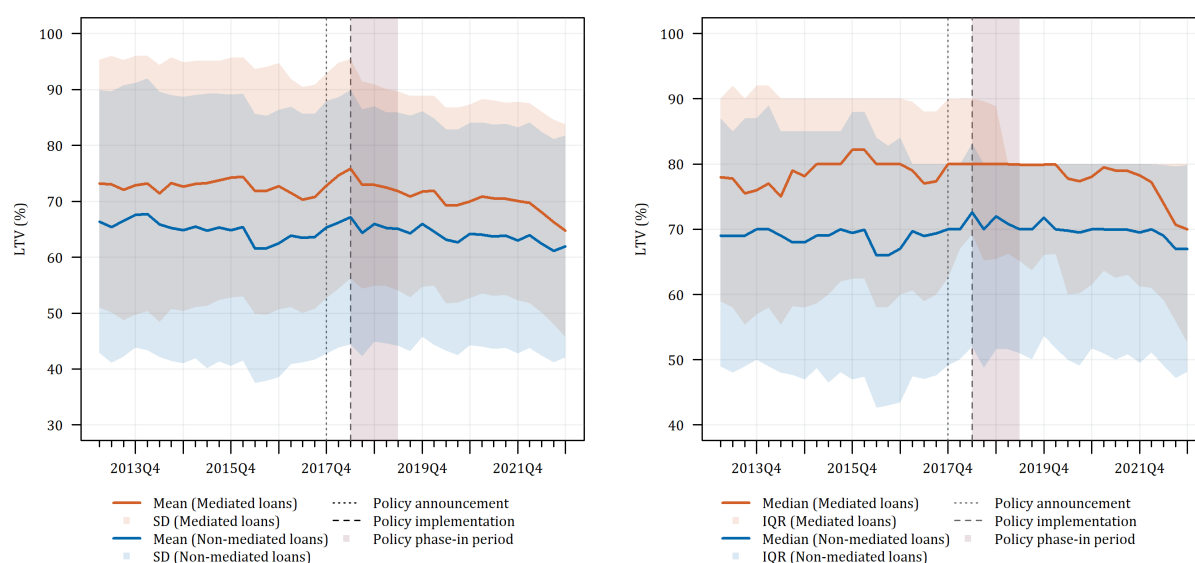 100
90
80
70
60
50
40
30
LTV (%)
2013Q4 2015Q4 2017Q4 2019Q4 2021Q4
Mean (Mediated loans)
SD (Mediated loans)
Mean (Non-mediated loans)
SD (Non-mediated loans)
Policy announcement
Policy implementation
Policy phase-in period
100
90
80
70
60
50
40
LTV (%)
2013Q4 2015Q4 2017Q4 2019Q4 2021Q4
Median (Mediated loans)
IQR (Mediated loans)
Median (Non-mediated loans)
IQR (Non-mediated loans)
Policy announcement
Policy implementation
Policy phase-in period